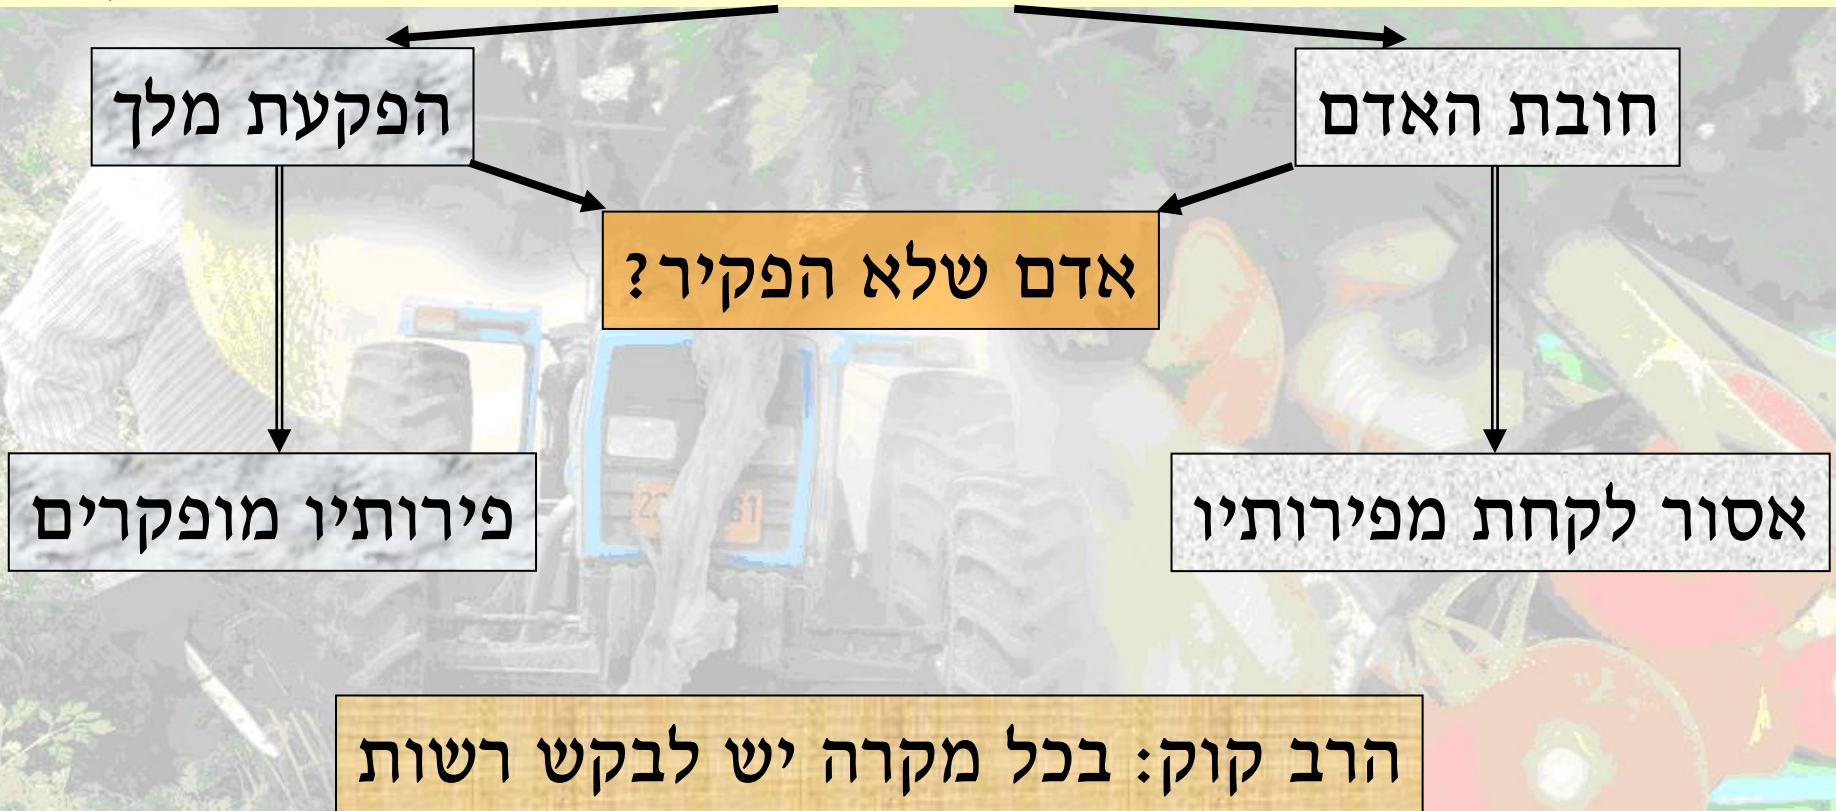 חובת האדם
הפקעת מלך
אדם שלא הפקיר?
אסור לקחת מפירותיו
פירותיו מופקרים
הרב קוק: בכל מקרה יש לבקש רשות